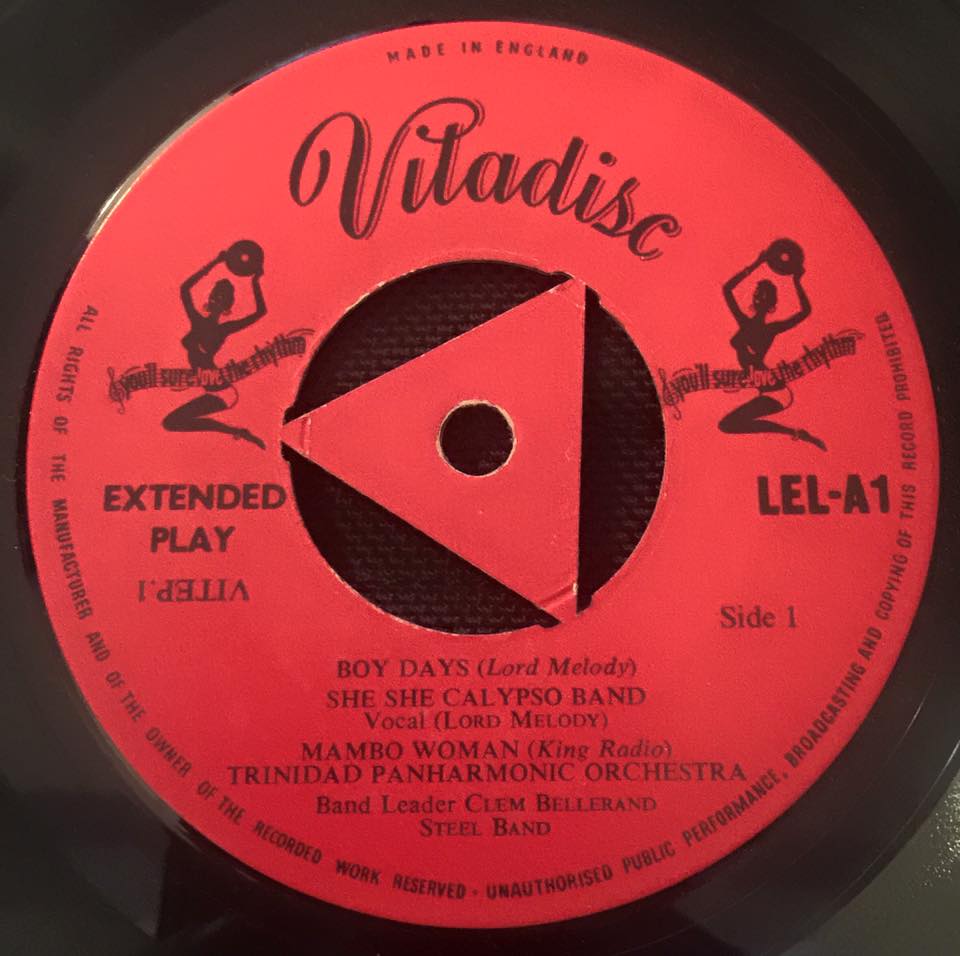 MADE IN ENGLAND
Vitadisc
you'll sure love the rhythm
you'll sure love the rhythm
EXTENDED
PLAY
VITEP.1
LEL-A1
Side 1
BOY DAYS (Lord Melody)
SHE SHE CALYPSO BAND
Vocal (LORD MELODY)
MAMBO WOMAN (King Radio)
TRINIDAD PANHARMONIC ORCHESTRA
Band Leader CLEM BELLERAND
STEEL BAND
ALL RIGHTS OF THE MANUFACTURER AND OF THE OWNER OF THE RECORDED WORK RESERVED · UNAUTHORISED PUBLIC PERFORMANCE, BROADCASTING AND COPYING OF THIS RECORD PROHIBITED